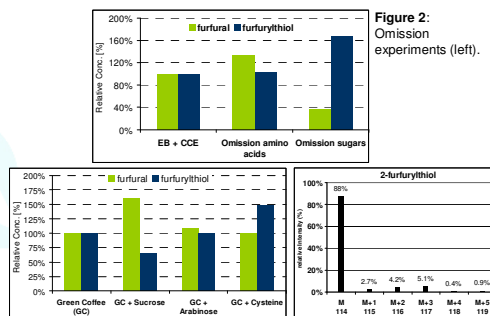 Figure 2:
Omission
experiments (left).
200%
160%
120%
80%
40%
0%
Relative Conc. [%]
furfural furfurylthiol
EB + CCE Omission amino acids Omission sugars
200%
175%
150%
125%
100%
75%
50%
25%
0%
Relative Conc. [%]
furfural furfurylthiol
Green Coffee (GC) GC + Sucrose GC + Arabinose GC + Cysteine
2-furfurylthiol
100%
80%
60%
40%
20%
0%
relative Intensity (%)
88%
2.7% 4.2% 5.1% 0.4% 0.9%
M M+1 M+2 M+3 M+4 M+5
114 115 116 117 118 119